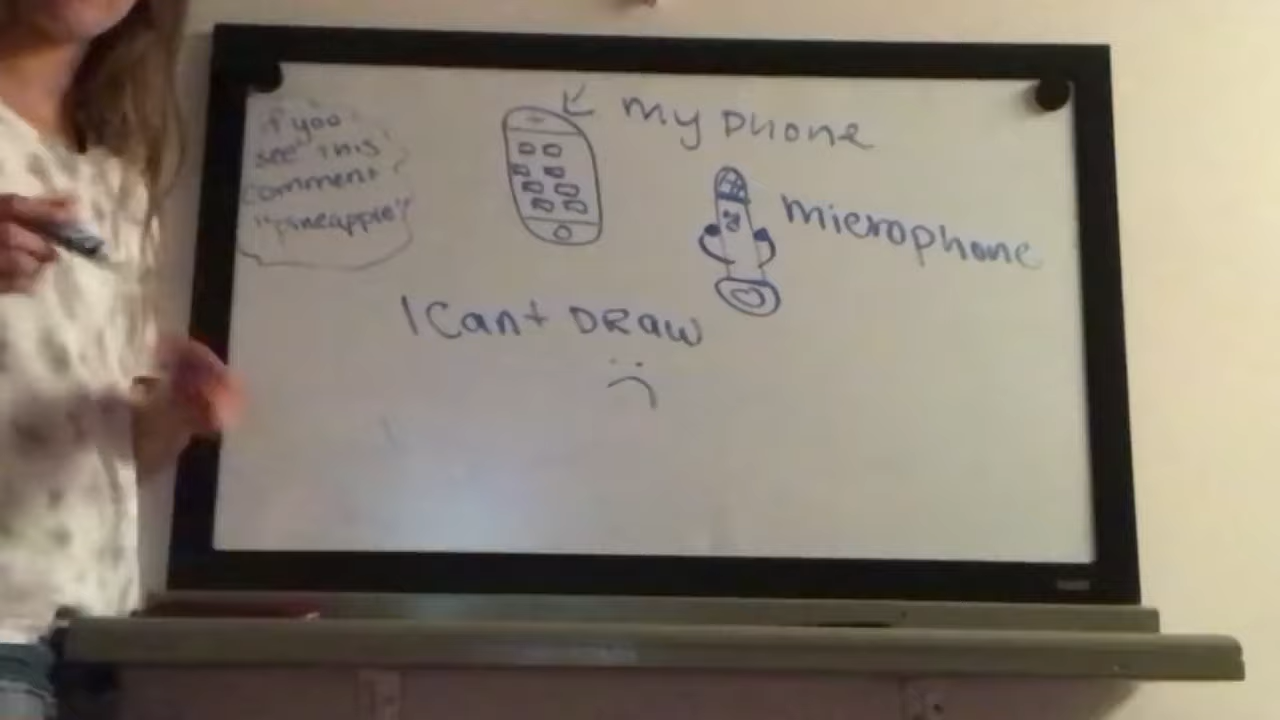 if you
see this
comment
"pineapple"
my phone
microphone
I can't DRAW